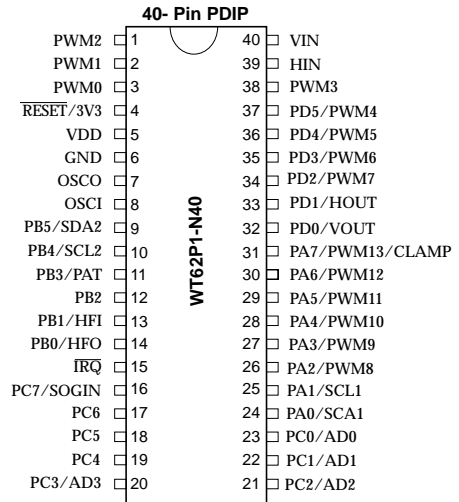 40- Pin PDIP
PWM2 1 40 VIN
PWM1 2 39 HIN
PWM0 3 38 PWM3
RESET/3V3 4 37 PD5/PWM4
VDD 5 36 PD4/PWM5
GND 6 35 PD3/PWM6
OSCO 7 34 PD2/PWM7
OSCI 8 33 PD1/HOUT
PB5/SDA2 9 32 PD0/VOUT
PB4/SCL2 10 31 PA7/PWM13/CLAMP
PB3/PAT 11 30 PA6/PWM12
PB2 12 29 PA5/PWM11
PB1/HFI 13 28 PA4/PWM10
PB0/HFO 14 27 PA3/PWM9
IRQ 15 26 PA2/PWM8
PC7/SOGIN 16 25 PA1/SCL1
PC6 17 24 PA0/SCA1
PC5 18 23 PC0/AD0
PC4 19 22 PC1/AD1
PC3/AD3 20 21 PC2/AD2
WT62P1-N40